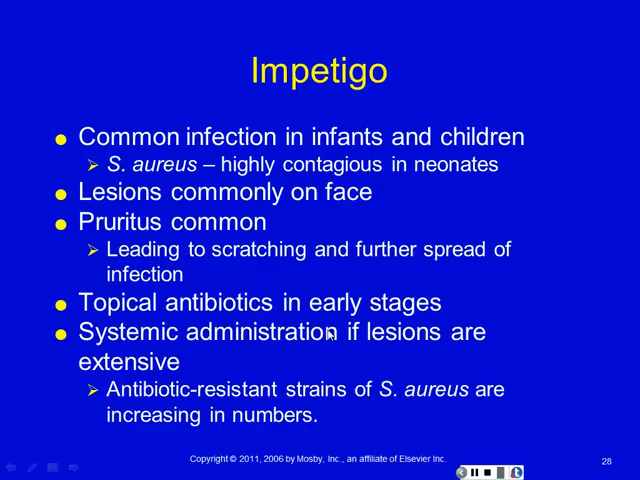 Impetigo
Common infection in infants and children
S. aureus – highly contagious in neonates
Lesions commonly on face
Pruritus common
Leading to scratching and further spread of
infection
Topical antibiotics in early stages
Systemic administration if lesions are
extensive
Antibiotic-resistant strains of S. aureus are
increasing in numbers.
Copyright © 2011, 2006 by Mosby, Inc., an affiliate of Elsevier Inc.
28